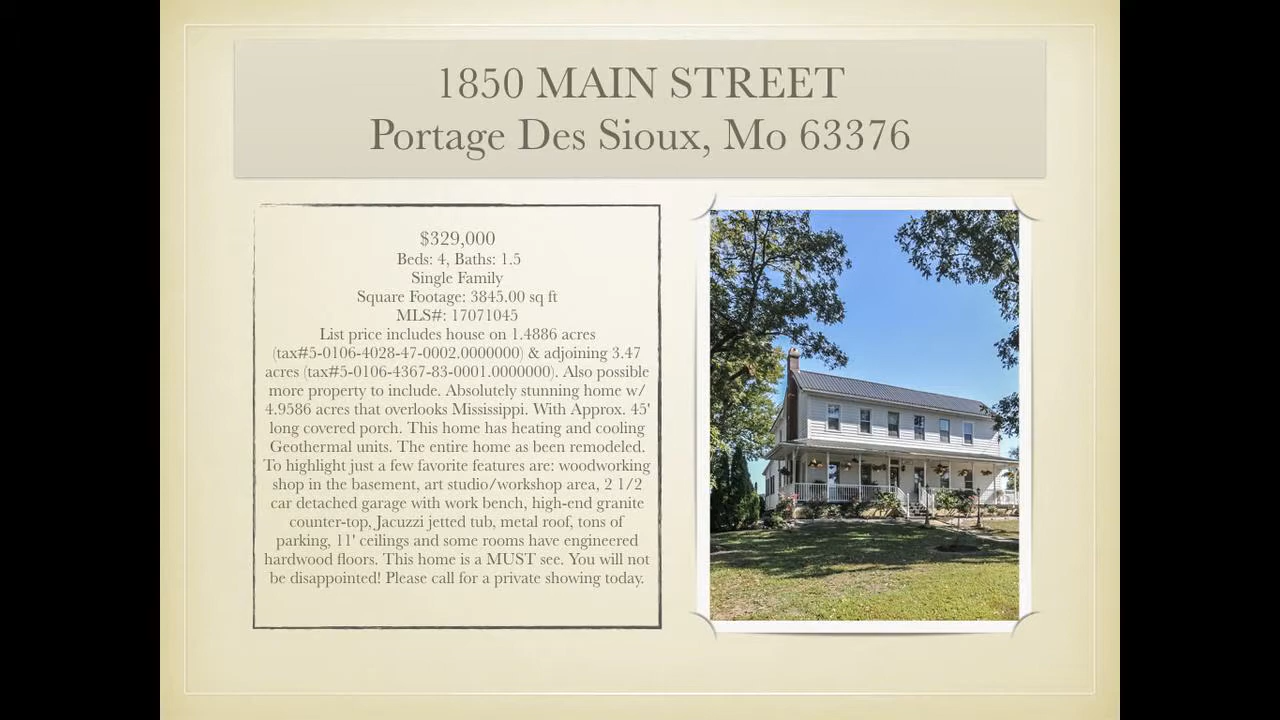 1850 MAIN STREET
Portage Des Sioux, Mo 63376
$329,000
Beds: 4, Baths: 1.5
Single Family
Square Footage: 3845.00 sq ft
MLS#: 17071045
List price includes house on 1.4886 acres
(tax#5-0106-4028-47-0002.0000000) & adjoining 3.47
acres (tax#5-0106-4367-83-0001.0000000). Also possible
more property to include. Absolutely stunning home w/
4.9586 acres that overlooks Mississippi. With Approx. 45'
long covered porch. This home has heating and cooling
Geothermal units. The entire home as been remodeled.
To highlight just a few favorite features are: woodworking
shop in the basement, art studio/workshop area, 2 1/2
car detached garage with work bench, high-end granite
counter-top, Jacuzzi jetted tub, metal roof, tons of
parking, 11' ceilings and some rooms have engineered
hardwood floors. This home is a MUST see. You will not
be disappointed! Please call for a private showing today.